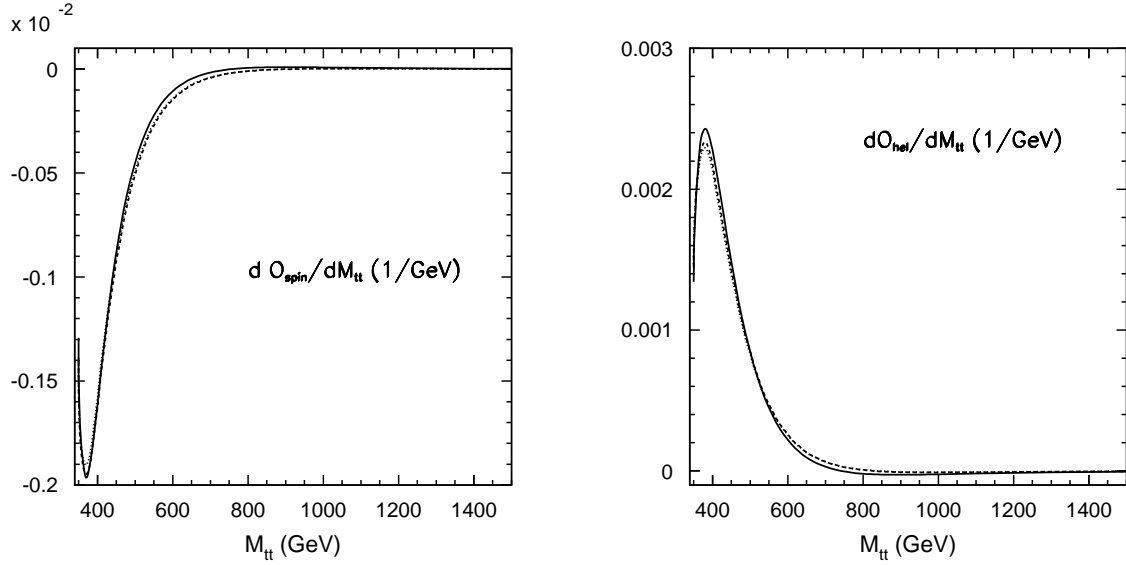 x 10 -2
0
-0.05
-0.1
-0.15
-0.2
d O_spin/dM_tt (1/GeV)
400 600 800 1000 1200 1400
M_tt (GeV)
0.003
0.002
0.001
0
dO_hel/dM_tt (1/GeV)
400 600 800 1000 1200 1400
M_tt (GeV)